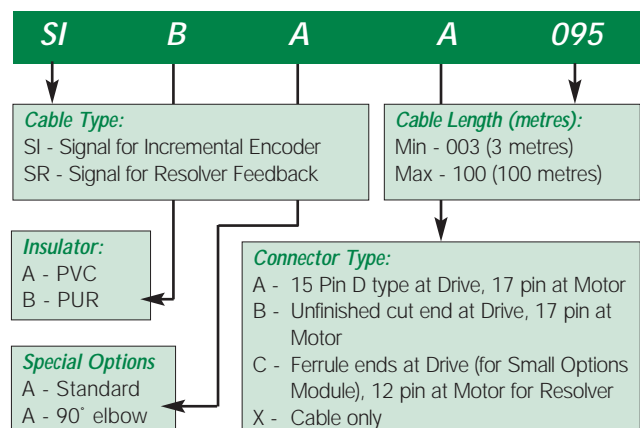 SI B A A 095
Cable Type:
SI - Signal for Incremental Encoder
SR - Signal for Resolver Feedback
Cable Length (metres):
Min - 003 (3 metres)
Max - 100 (100 metres)
Insulator:
A - PVC
B - PUR
Special Options
A - Standard
A - 90˚ elbow
Connector Type:
A - 15 Pin D type at Drive, 17 pin at Motor
B - Unfinished cut end at Drive, 17 pin at
Motor
C - Ferrule ends at Drive (for Small Options
Module), 12 pin at Motor for Resolver
X - Cable only